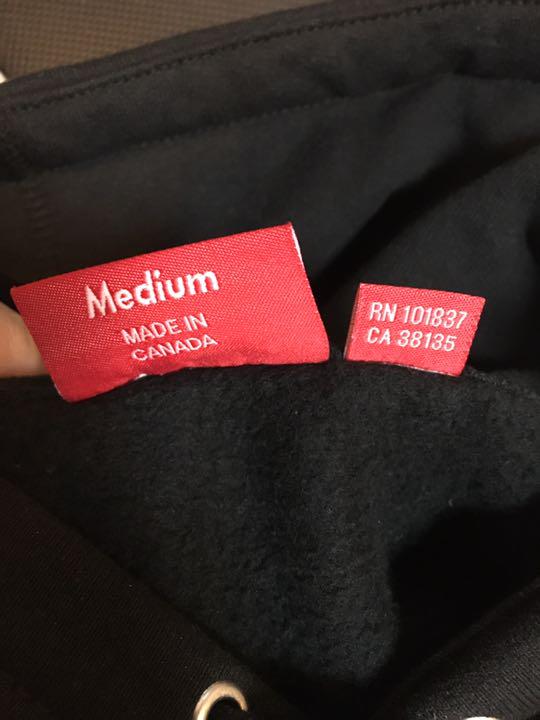 Medium
MADE IN
CANADA
RN 101837
CA 38135